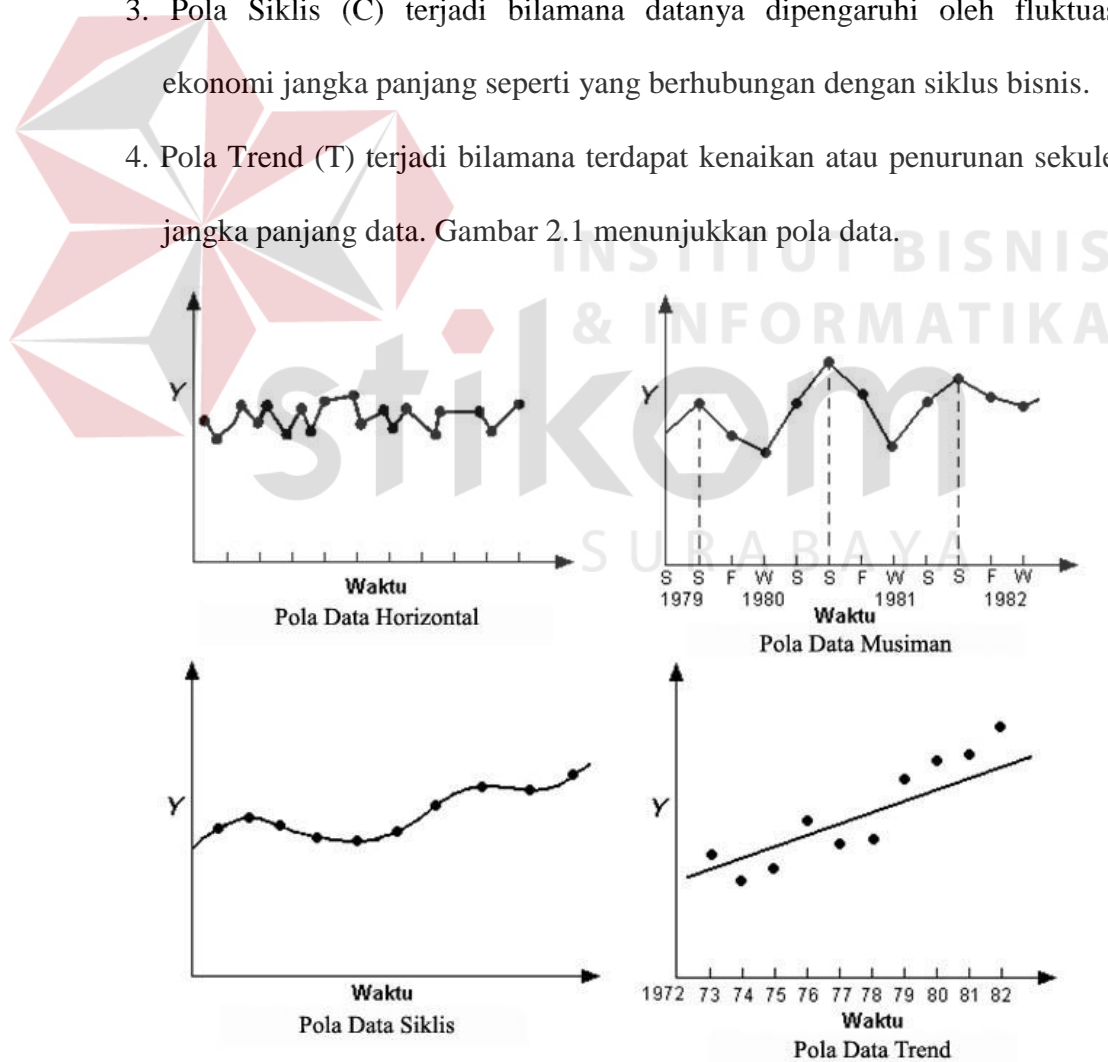 3. Pola Siklis (C) terjadi bilamana datanya dipengaruhi oleh fluktuas
ekonomi jangka panjang seperti yang berhubungan dengan siklus bisnis.
4. Pola Trend (T) terjadi bilamana terdapat kenaikan atau penurunan sekule
jangka panjang data. Gambar 2.1 menunjukkan pola data.
INSTITUT BISNIS
& INFORMATIKA
stikom
SURABAYA
Y
Waktu
Pola Data Horizontal
Y
S S F W S S F W S S F W
1979 1980 1981 1982
Waktu
Pola Data Musiman
Y
Waktu
Pola Data Siklis
Y
1972 73 74 75 76 77 78 79 80 81 82
Waktu
Pola Data Trend